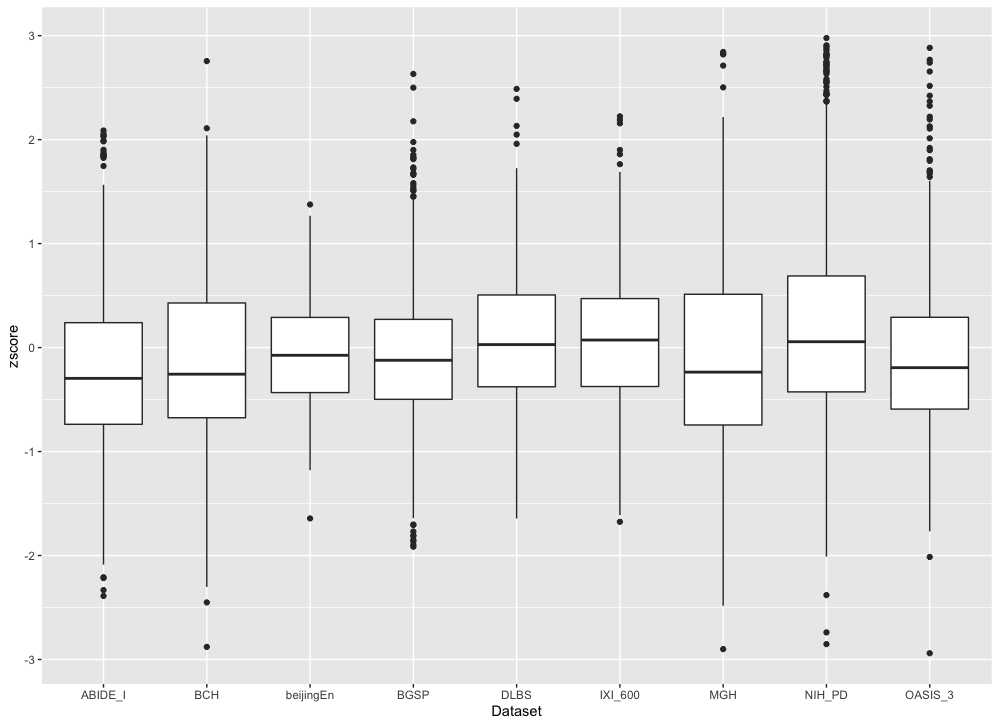 zscore
3
2
1
0
-1
-2
-3
ABIDE_I BCH beijingEn BGSP DLBS IXI_600 MGH NIH_PD OASIS_3
Dataset